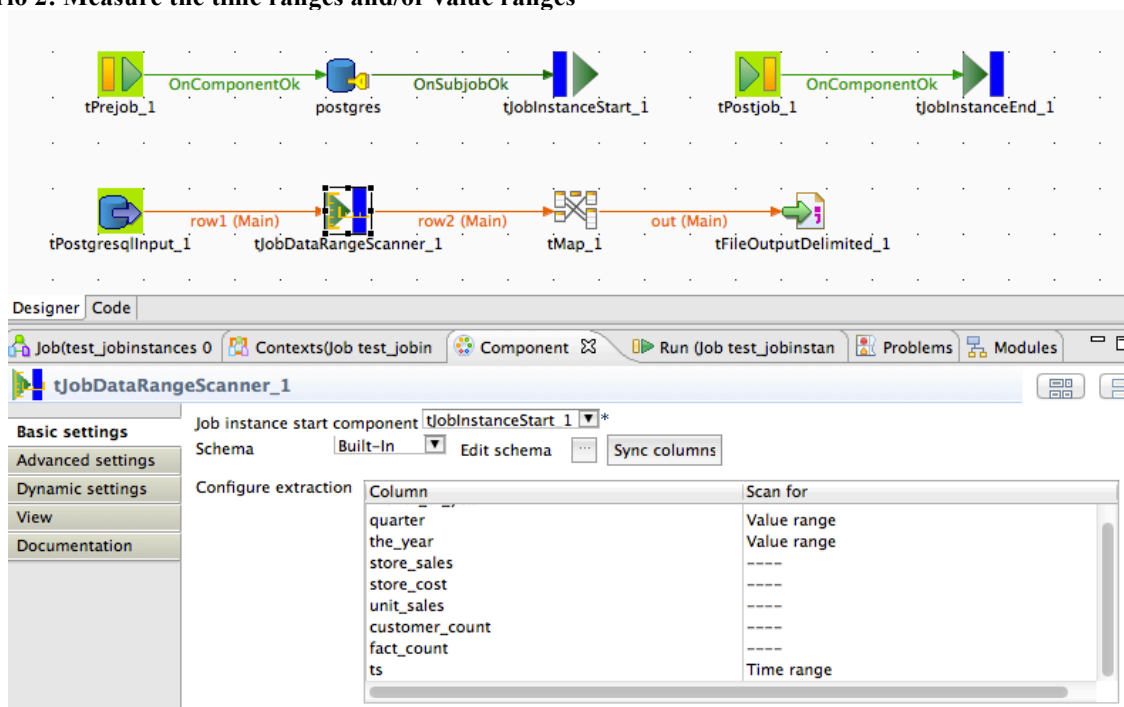 2: Measure the time ranges and/or value ranges
OnComponentOk OnSubjobOk OnComponentOk
tPrejob_1 postgres tJobInstanceStart_1 tPostjob_1 tJobInstanceEnd_1
row1 (Main) row2 (Main) out (Main)
tPostgresqlInput_1 tJobDataRangeScanner_1 tMap_1 tFileOutputDelimited_1
Designer Code
Job(test_jobinstances 0 Contexts(Job test_jobin Component Run (Job test_jobinstan Problems Modules
tJobDataRangeScanner_1
Job instance start component tJobInstanceStart_1 *
Basic settings
Schema Built-In Edit schema ... Sync columns
Advanced settings
Dynamic settings
Configure extraction Column Scan for
View
quarter Value range
the_year Value range
Documentation
store_sales ----
store_cost ----
unit_sales ----
customer_count ----
fact_count ----
ts Time range